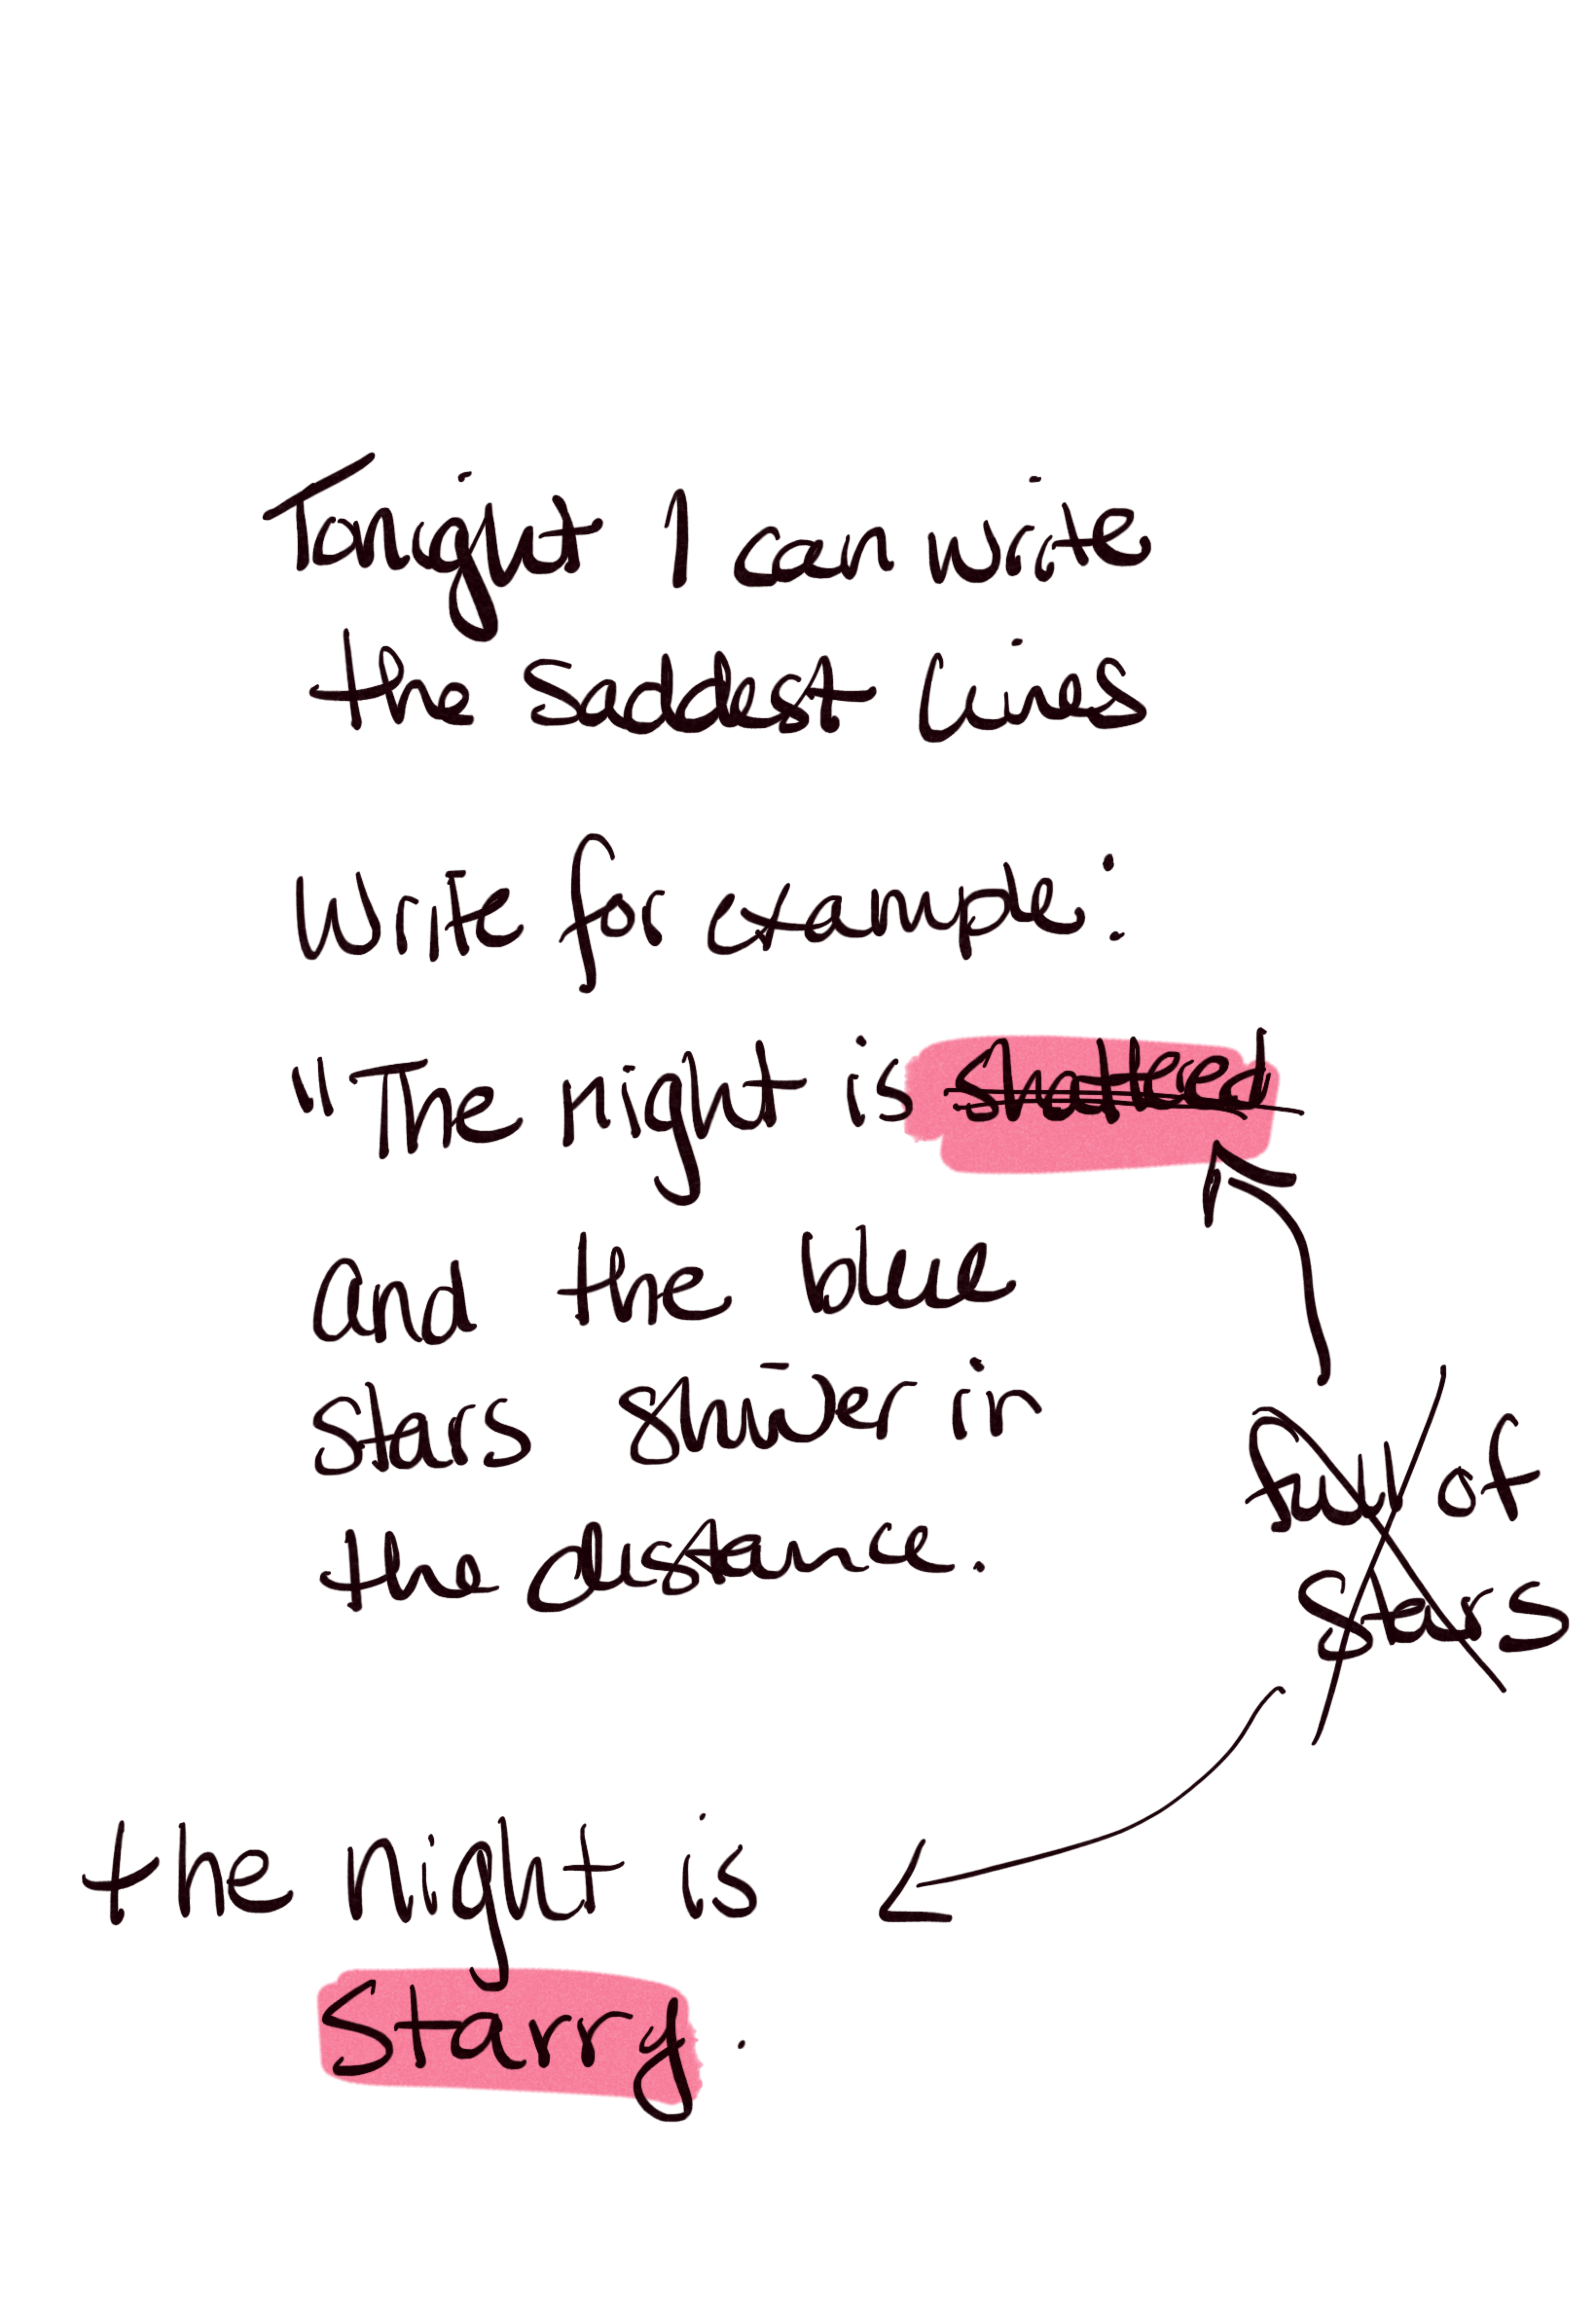 Tonight I can write
the saddest lines
Write for example:
"The night is shattered
and the blue
stars shiver in
the distance.
full of
stars
the night is
starry.